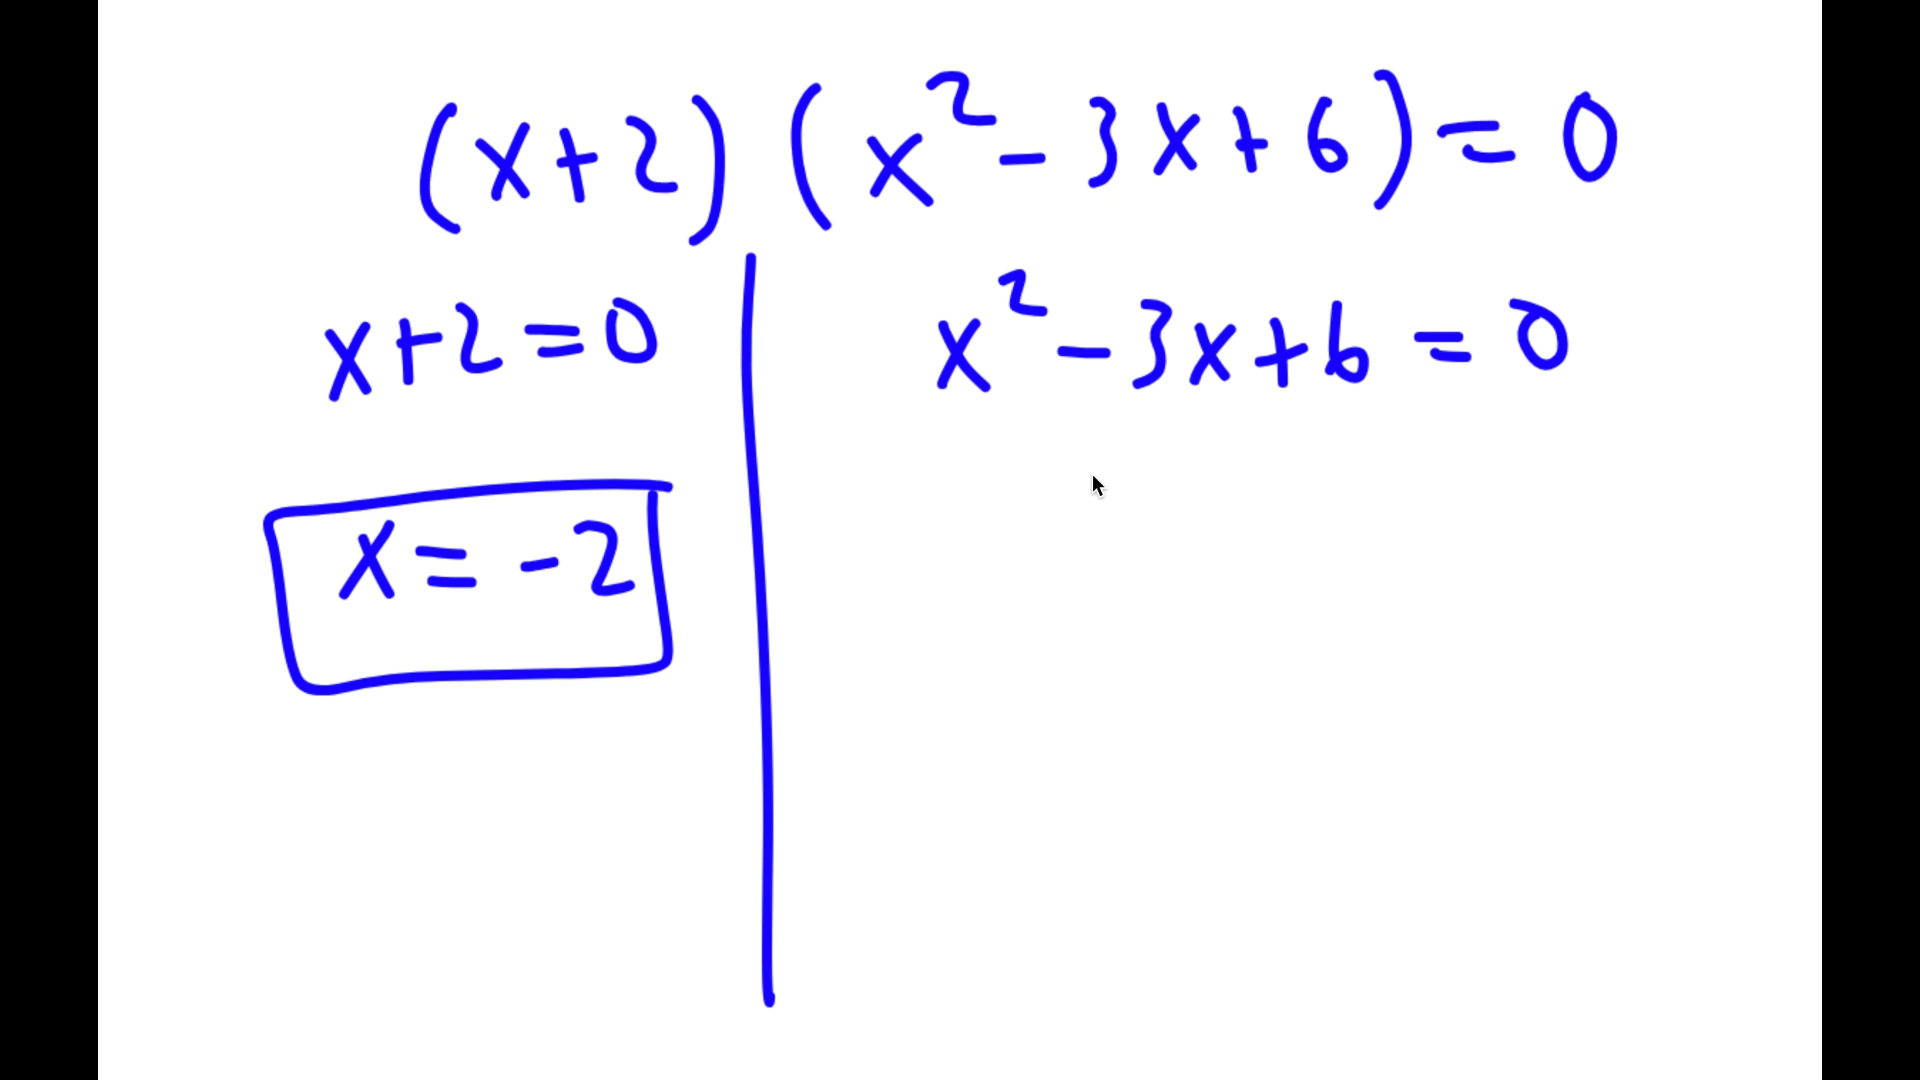 (x+2) (x² - 3x + 6) = 0
x+2 = 0
x² - 3x + 6 = 0
x = -2